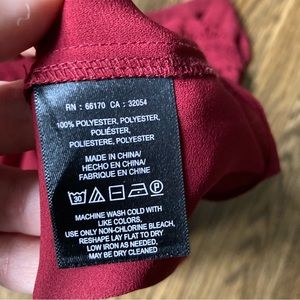 RN : 66170 CA : 32054
100% POLYESTER, POLYESTER,
POLIÉSTER,
POLIESTERE, POLYESTER
MADE IN CHINA/
HECHO EN CHINA/
FABRIQUE EN CHINE
30 P
MACHINE WASH COLD WITH
LIKE COLORS,
USE ONLY NON-CHLORINE BLEACH,
RESHAPE LAY FLAT TO DRY
LOW IRON AS NEEDED,
MAY BE DRY CLEANED